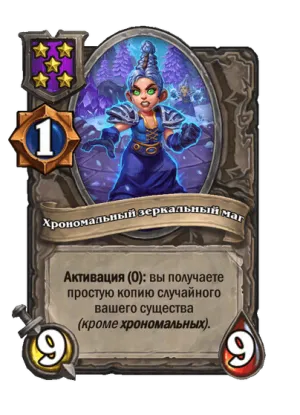 1
Хрономальный зеркальный маг
Активация (0): вы получаете
простую копию случайного
вашего существа
(кроме хрономальных).
9
9